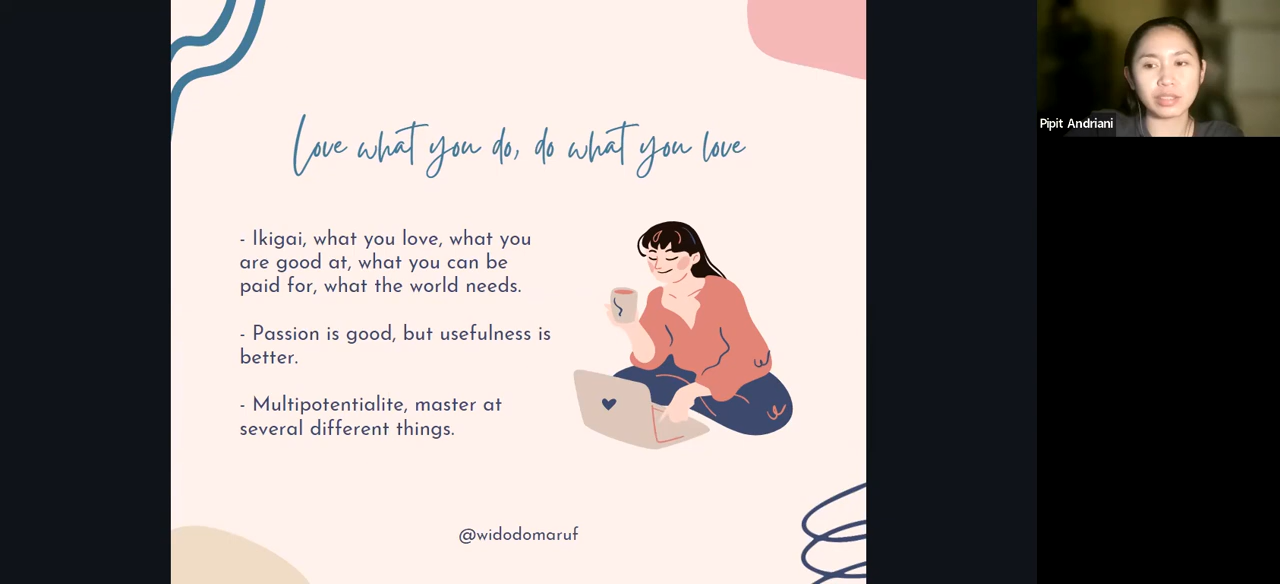 Love what you do, do what you love
- Ikigai, what you love, what you
are good at, what you can be
paid for, what the world needs.
- Passion is good, but usefulness is
better.
- Multipotentialite, master at
several different things.
@widodomaruf
Pipit Andriani